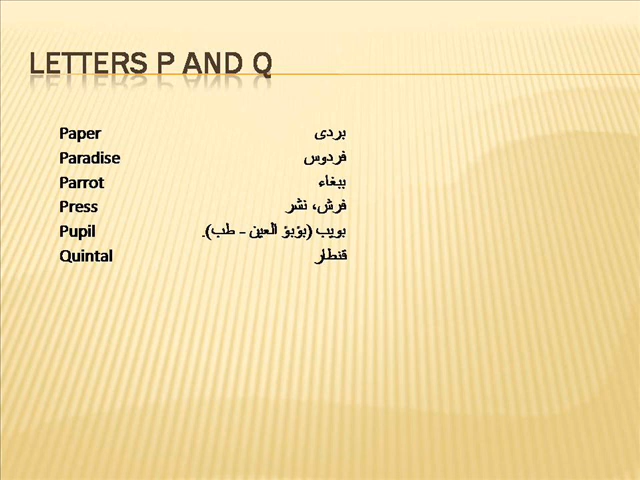 LETTERS P AND Q
Paper بردى
Paradise فردوس
Parrot ببغاء
Press فرش، نشر
Pupil بويب (بؤبؤ العين - طب).
Quintal قنطار